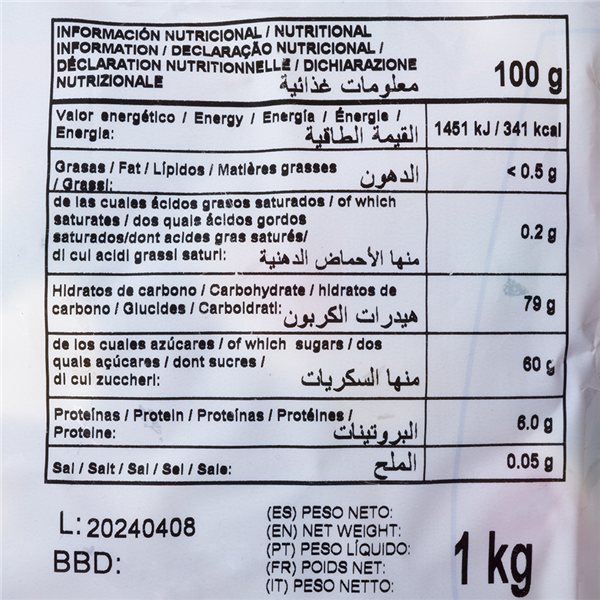 INFORMACIÓN NUTRICIONAL / NUTRITIONAL
INFORMATION / DECLARAÇÃO NUTRICIONAL /
DÉCLARATION NUTRITIONNELLE / DICHIARAZIONE
NUTRIZIONALE معلومات غذائية 100 g
Valor energético / Energy / Energía / Énergie /
Energia: القيمة الطاقية 1451 kJ / 341 kcal
Grasas / Fat / Lípidos / Matières grasses
/ Grassi: الدهون < 0.5 g
de las cuales ácidos grasos saturados / of which
saturates / dos quais ácidos gordos
saturados/dont acides gras saturés/
di cui acidi grassi saturi: منها الأحماض الدهنية 0.2 g
Hidratos de carbono / Carbohydrate / hidratos de
carbono / Glucides / Carboidrati: هيدرات الكربون 79 g
de los cuales azúcares / of which sugars / dos
quais açúcares / dont sucres /
di cui zuccheri: منها السكريات 60 g
Proteínas / Protein / Proteínas / Protéines /
Proteine: البروتينات 6.0 g
Sal / Salt / Sal / Sel / Sale: الملح 0.05 g
L: 20240408
BBD:
(ES) PESO NETO:
(EN) NET WEIGHT:
(PT) PESO LÍQUIDO:
(FR) POIDS NET:
(IT) PESO NETTO:
1 kg